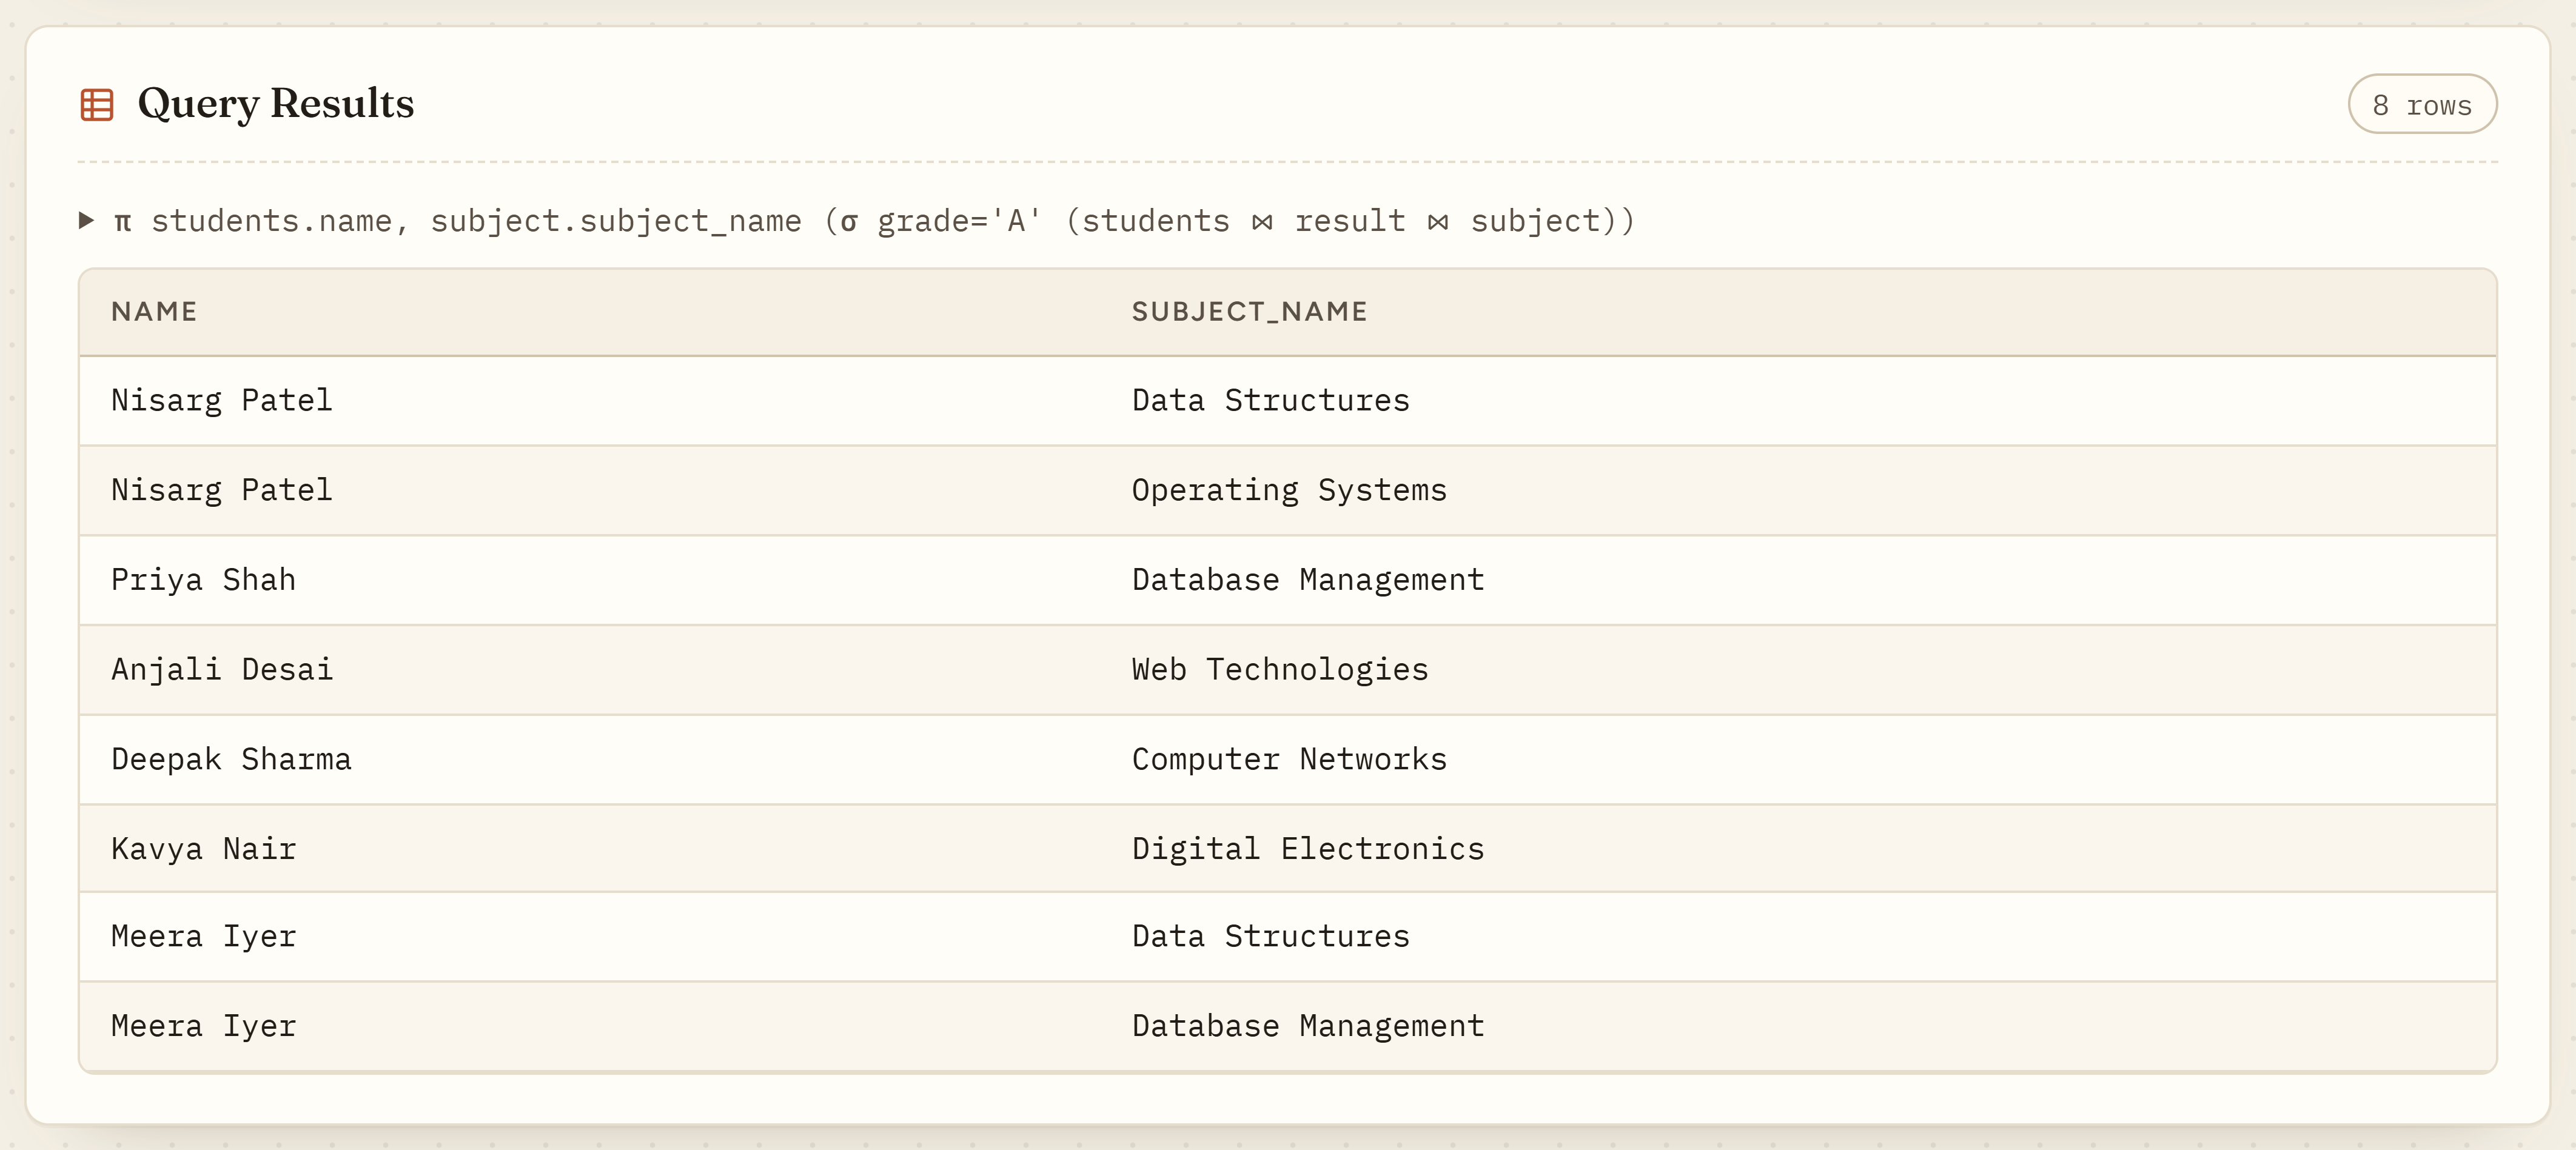 Query Results
8 rows
▶ π students.name, subject.subject_name (σ grade='A' (students ⋈ result ⋈ subject))
NAME SUBJECT_NAME
Nisarg Patel Data Structures
Nisarg Patel Operating Systems
Priya Shah Database Management
Anjali Desai Web Technologies
Deepak Sharma Computer Networks
Kavya Nair Digital Electronics
Meera Iyer Data Structures
Meera Iyer Database Management